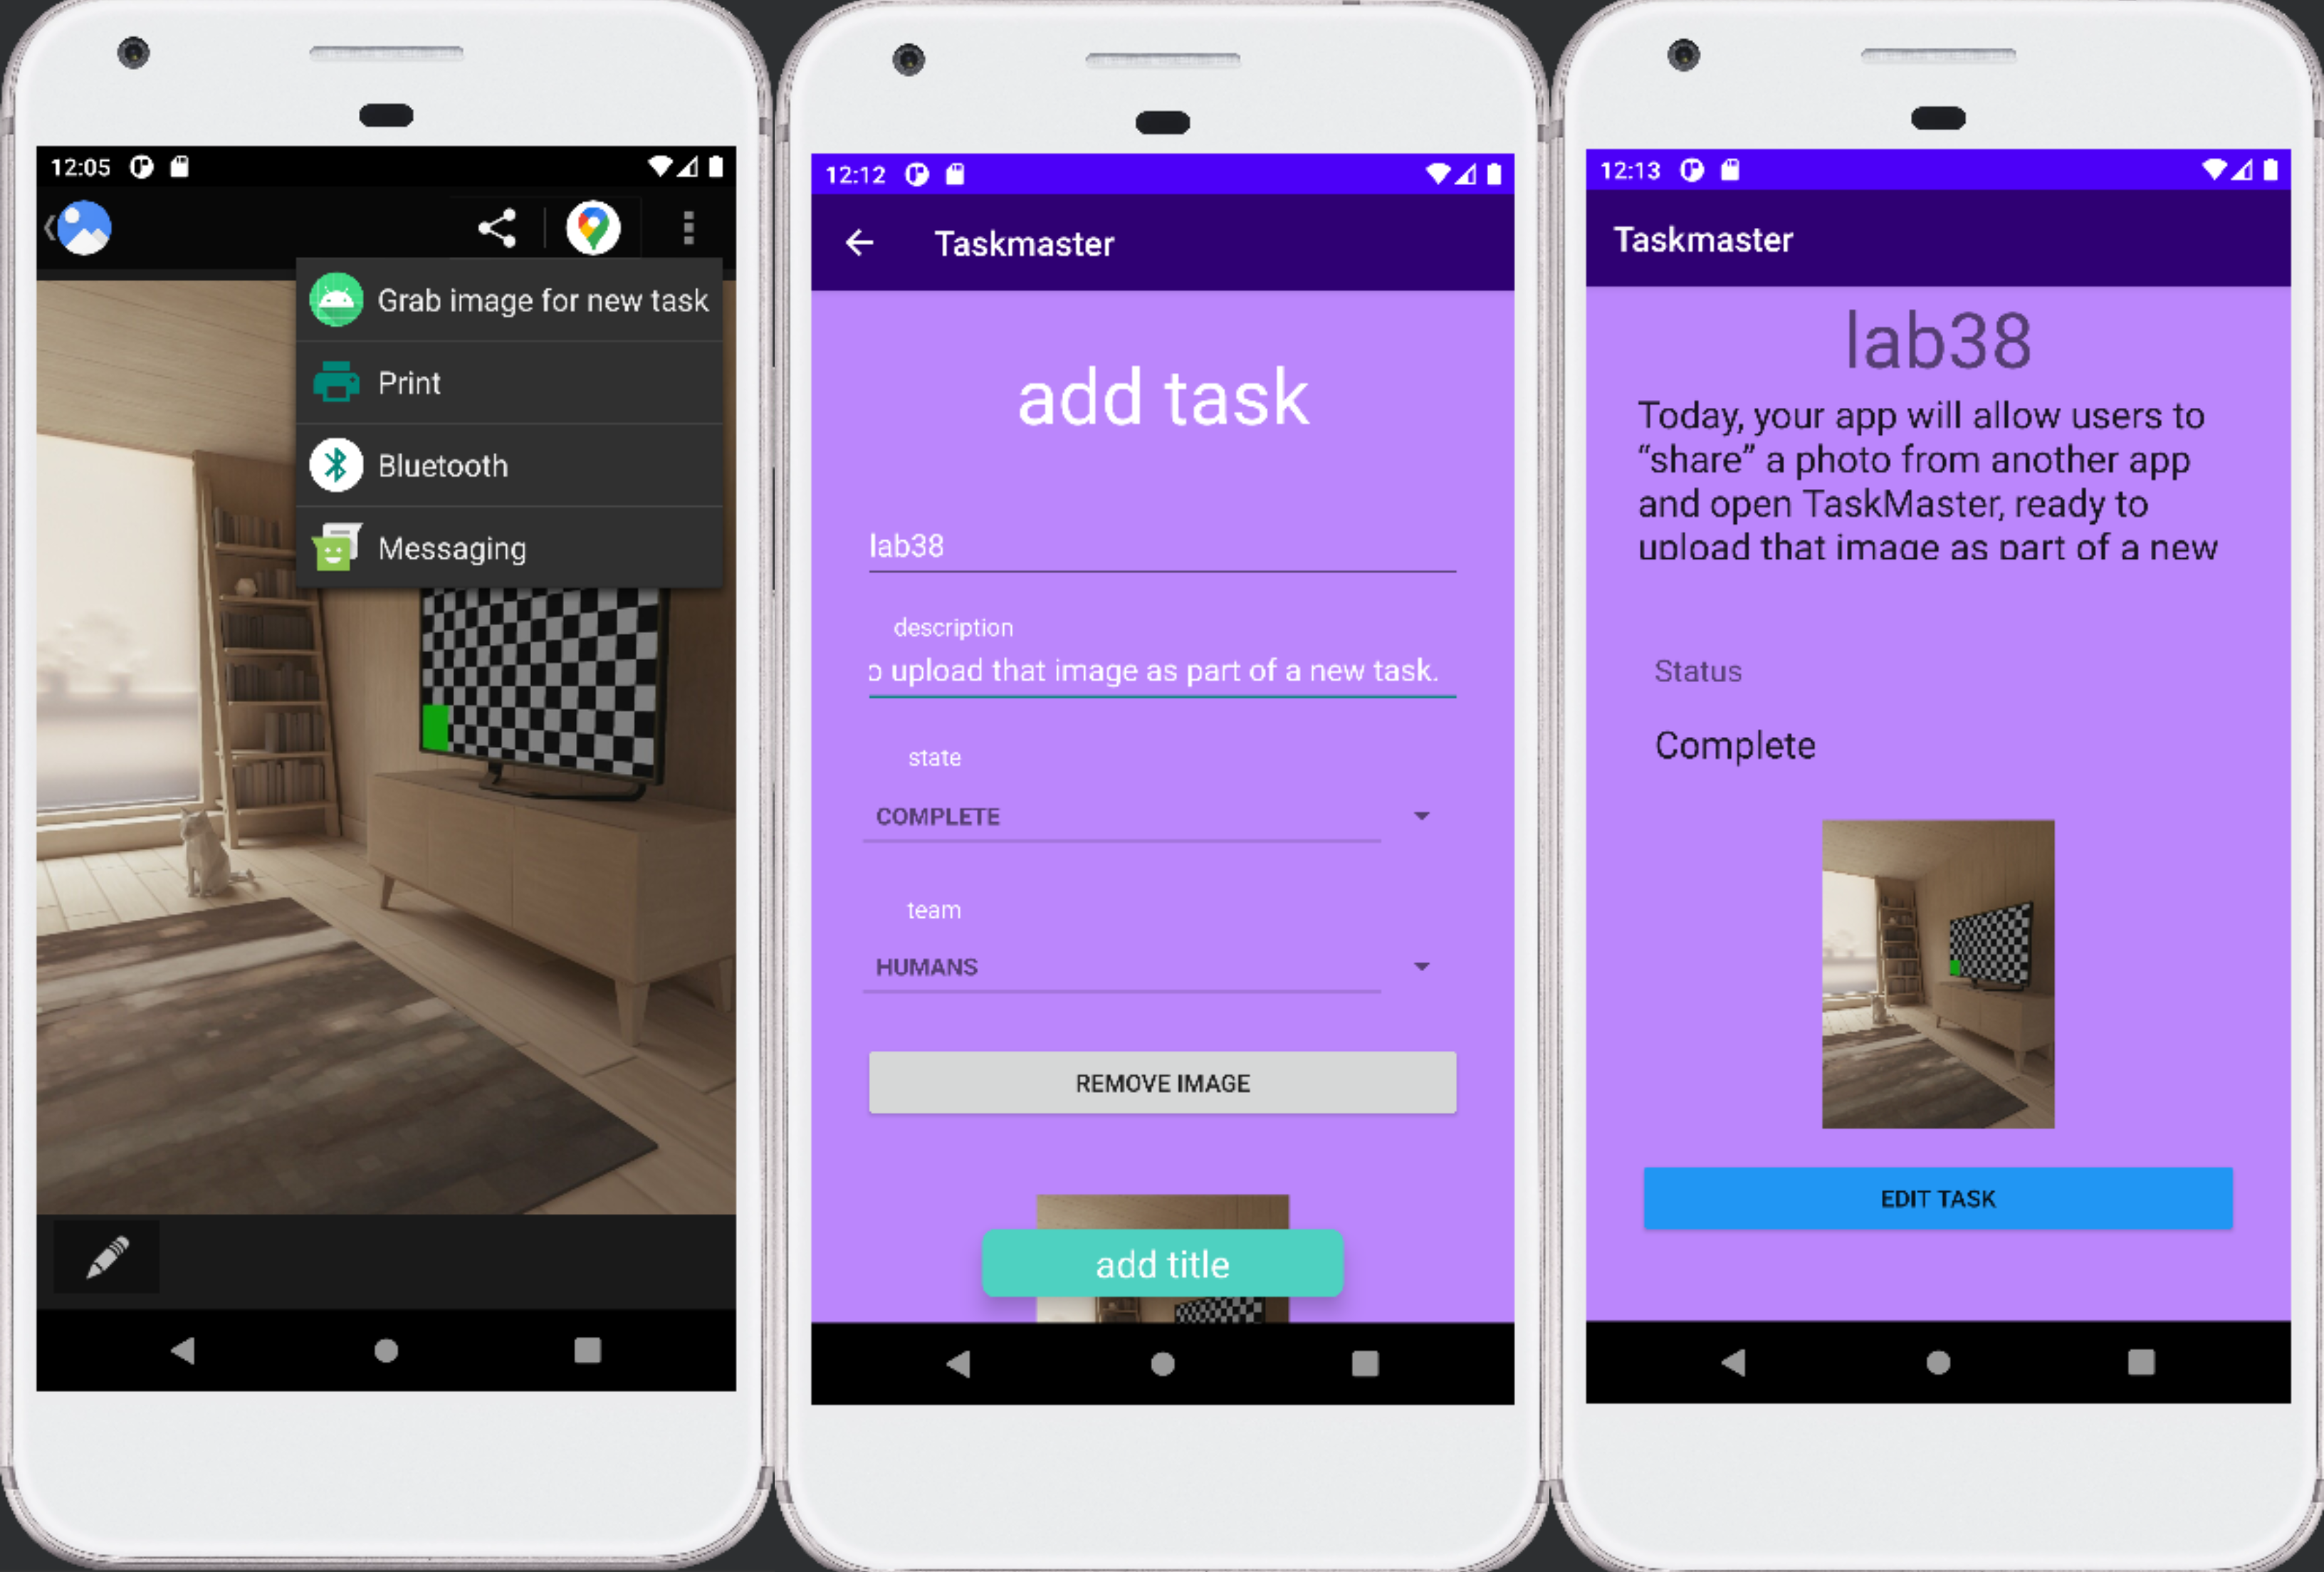 12:05
Grab image for new task
Print
Bluetooth
Messaging
12:12
Taskmaster
add task
lab38
description
o upload that image as part of a new task.
state
COMPLETE
team
HUMANS
REMOVE IMAGE
add title
12:13
Taskmaster
lab38
Today, your app will allow users to
“share” a photo from another app
and open TaskMaster, ready to
upload that image as part of a new
Status
Complete
EDIT TASK